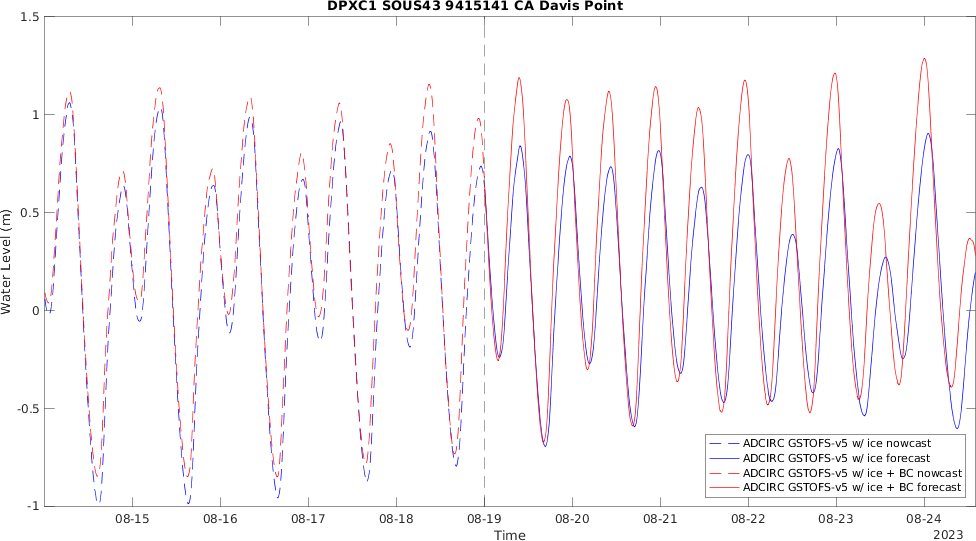 DPXC1 SOUS43 9415141 CA Davis Point
Water Level (m)
1.5
1
0.5
0
-0.5
-1
08-15 08-16 08-17 08-18 08-19 08-20 08-21 08-22 08-23 08-24
Time
2023
ADCIRC GSTOFS-v5 w/ ice nowcast
ADCIRC GSTOFS-v5 w/ ice forecast
ADCIRC GSTOFS-v5 w/ ice + BC nowcast
ADCIRC GSTOFS-v5 w/ ice + BC forecast